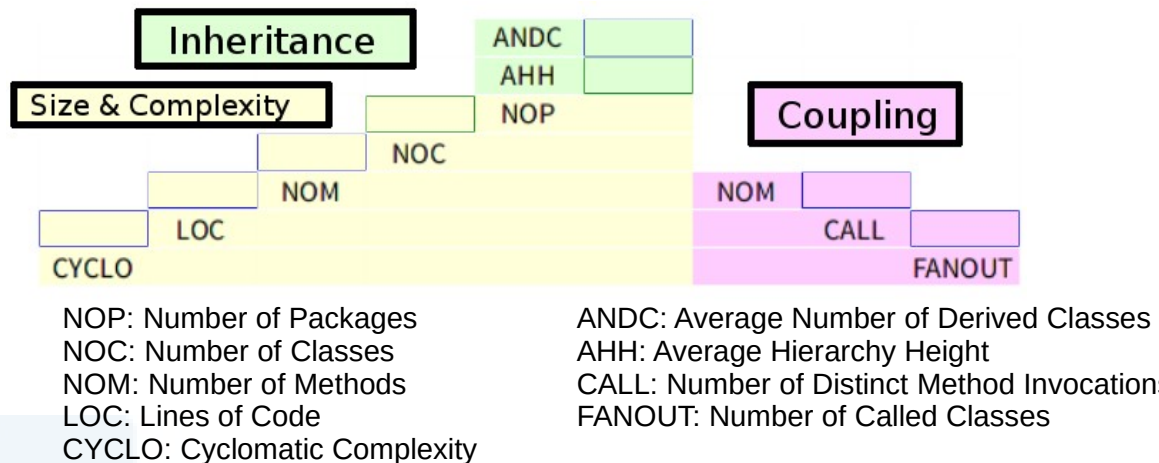 Inheritance
ANDC
AHH
Size & Complexity
NOP
Coupling
NOC
NOM
NOM
LOC
CALL
CYCLO
FANOUT
NOP: Number of Packages
NOC: Number of Classes
NOM: Number of Methods
LOC: Lines of Code
CYCLO: Cyclomatic Complexity
ANDC: Average Number of Derived Classes
AHH: Average Hierarchy Height
CALL: Number of Distinct Method Invocations
FANOUT: Number of Called Classes